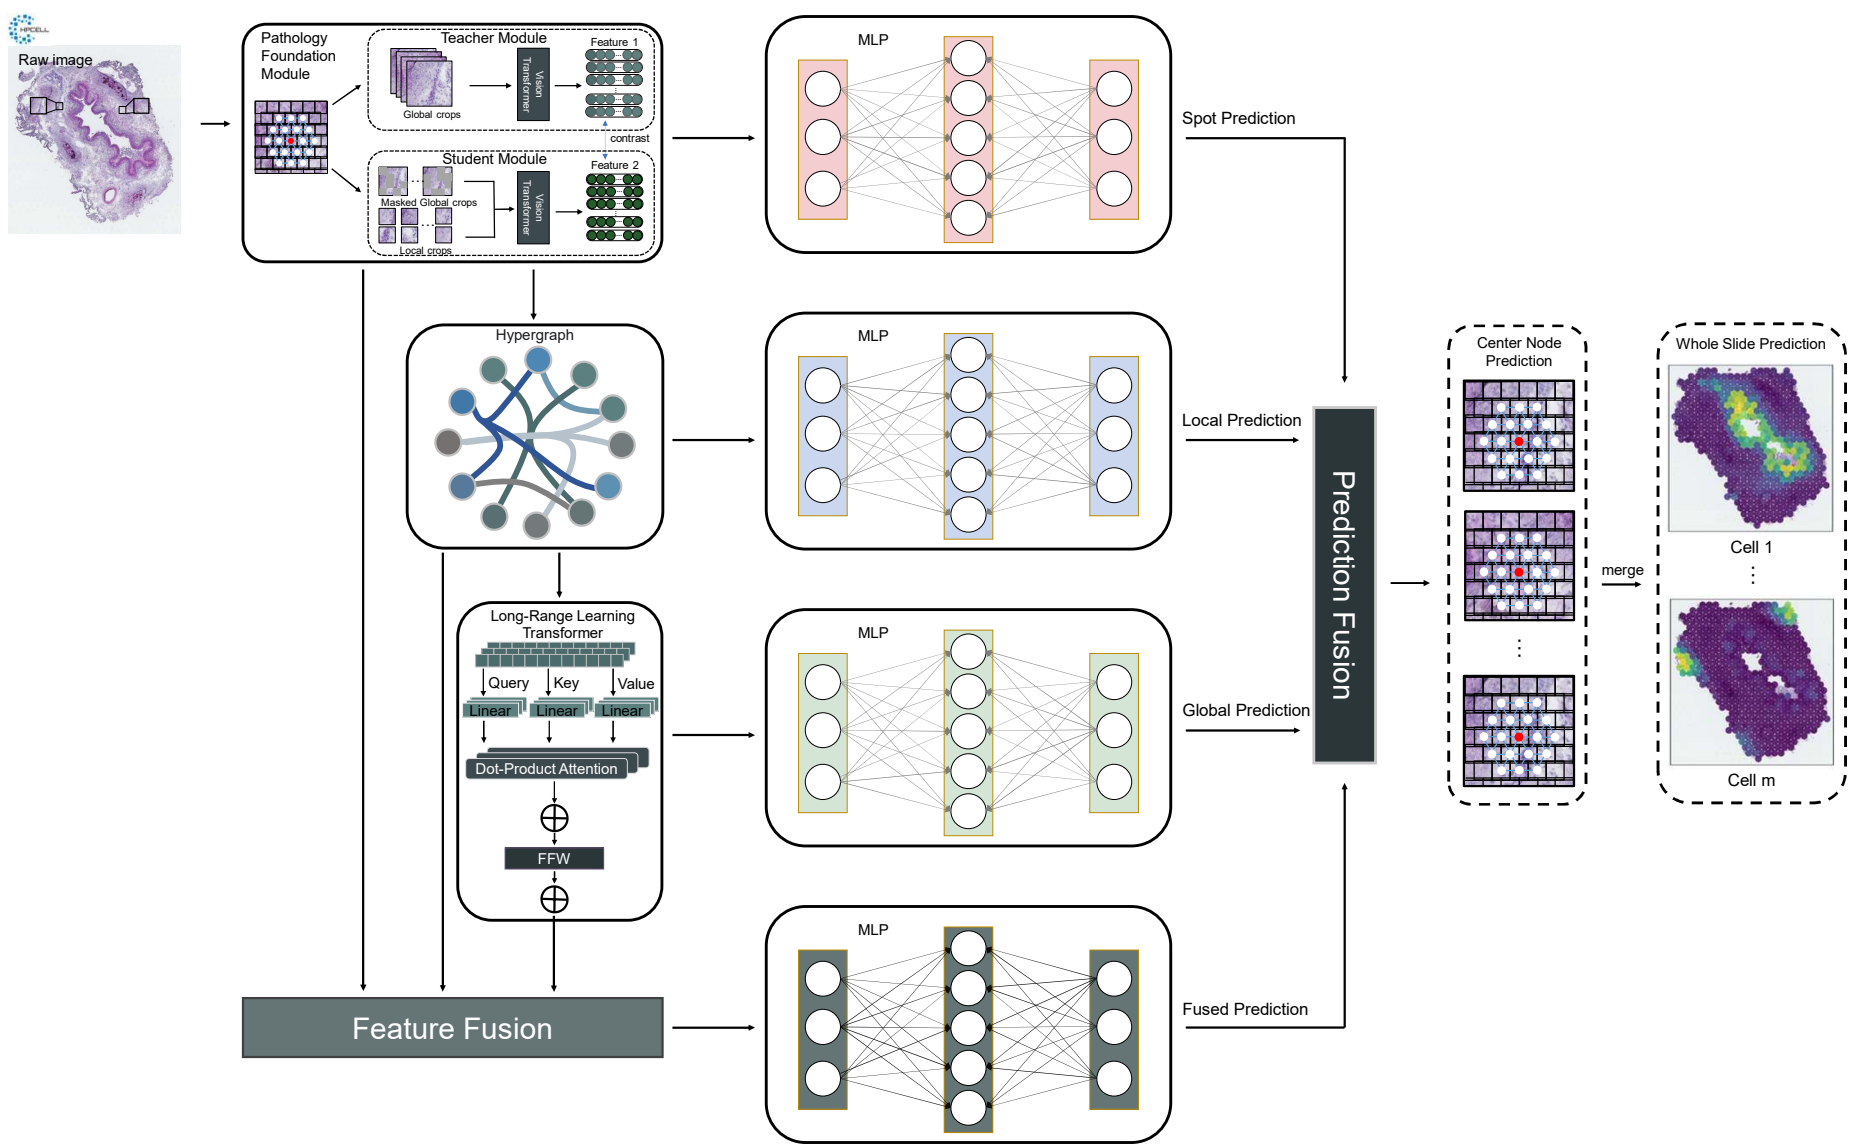 HPCELL
Raw image
Pathology
Foundation
Module
Teacher Module
Global crops
Vision
Transformer
Feature 1
contrast
Student Module
Masked Global crops
Local crops
Vision
Transformer
Feature 2
MLP
Spot Prediction
Hypergraph
MLP
Local Prediction
Long-Range Learning
Transformer
Query
Key
Value
Linear
Linear
Linear
Dot-Product Attention
FFW
MLP
Global Prediction
Feature Fusion
MLP
Fused Prediction
Prediction Fusion
Center Node
Prediction
merge
Whole Slide Prediction
Cell 1
Cell m